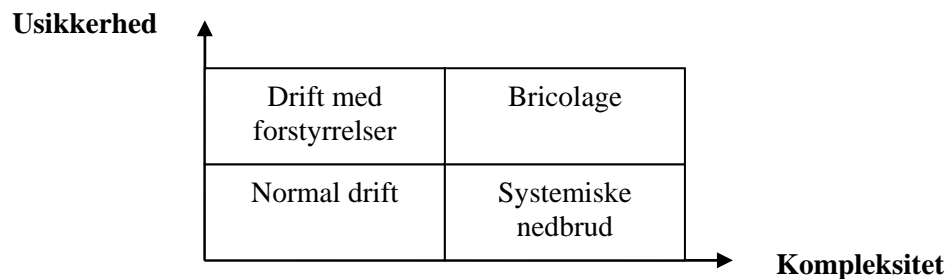 Usikkerhed
Drift med
forstyrrelser
Bricolage
Normal drift
Systemiske
nedbrud
Kompleksitet